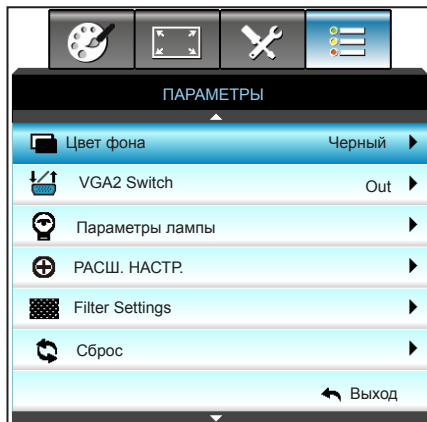 ПАРАМЕТРЫ
Цвет фона Черный
VGA2 Switch Out
Параметры лампы
РАСШ. НАСТР.
Filter Settings
Сброс
Выход